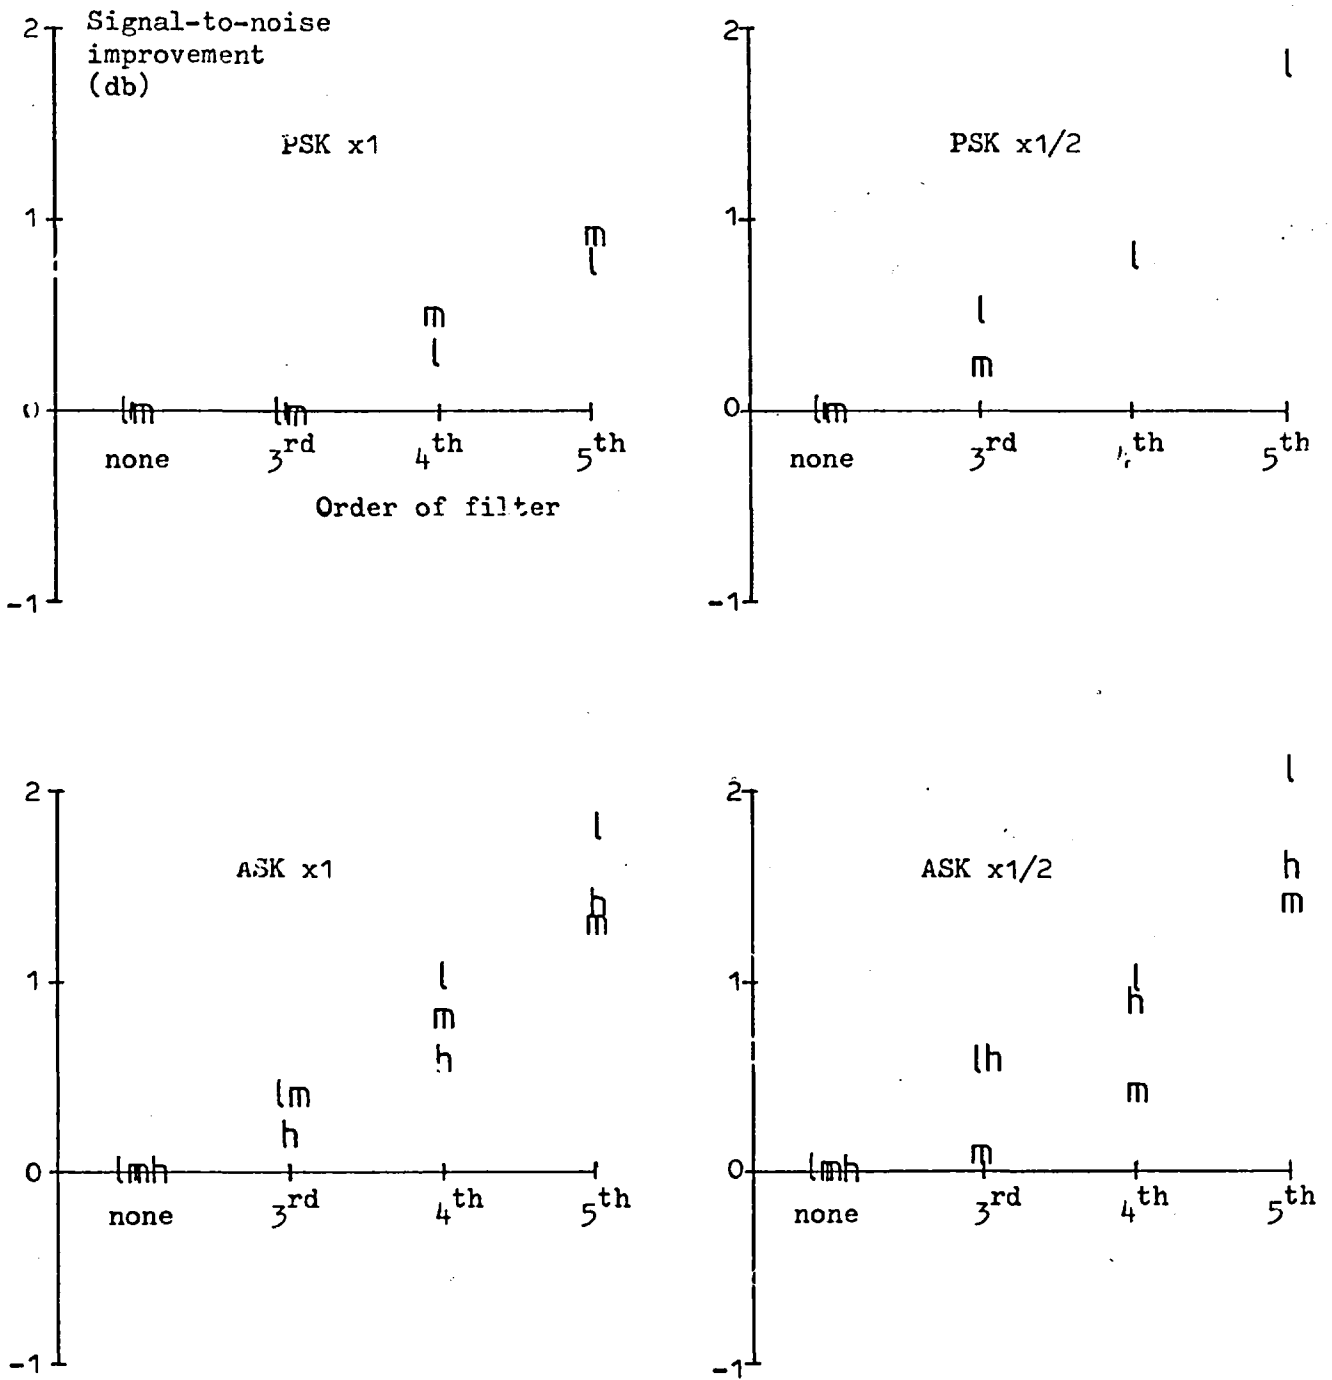 2 Signal-to-noise
improvement
(db)
PSK x1
1
m
l
m
l
0 lm lm
none 3rd 4th 5th
Order of filter
-1
2
l
PSK x1/2
1
l
l
m
0 lm
none 3rd 4th 5th
-1
2
l
ASK x1
h
m
1 l
m
h
lm
h
0 lmh
none 3rd 4th 5th
-1
l
2
h
ASK x1/2
m
1 l
h
lh
m
m
0 lmh
none 3rd 4th 5th
-1